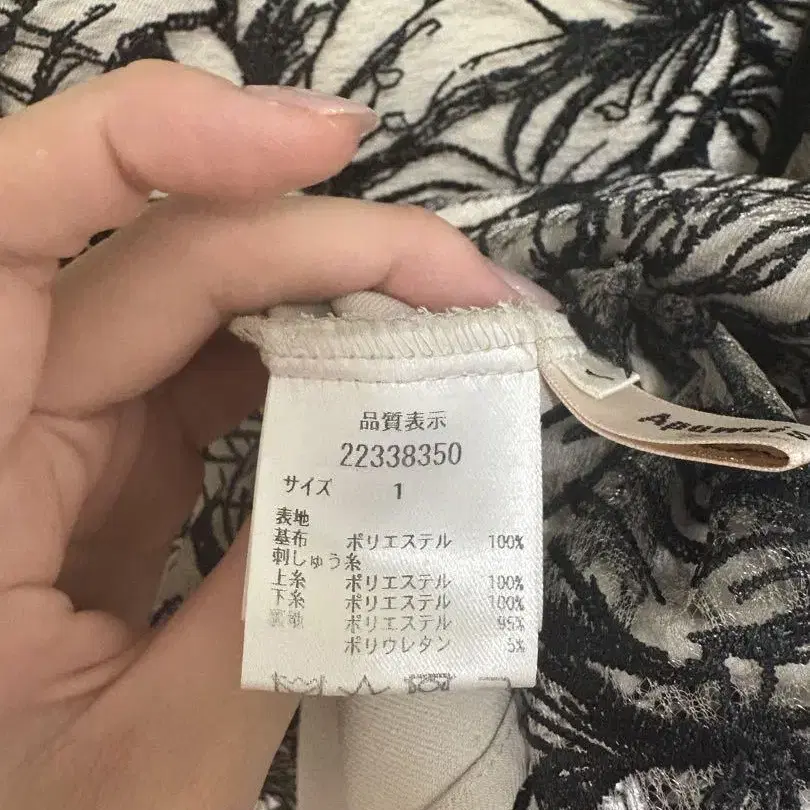 品質表示
22338350
サイズ 1
表地
基布 ポリエステル 100%
刺しゅう糸
上糸 ポリエステル 100%
下糸 ポリエステル 100%
裏地 ポリエステル 95%
ポリウレタン 5%